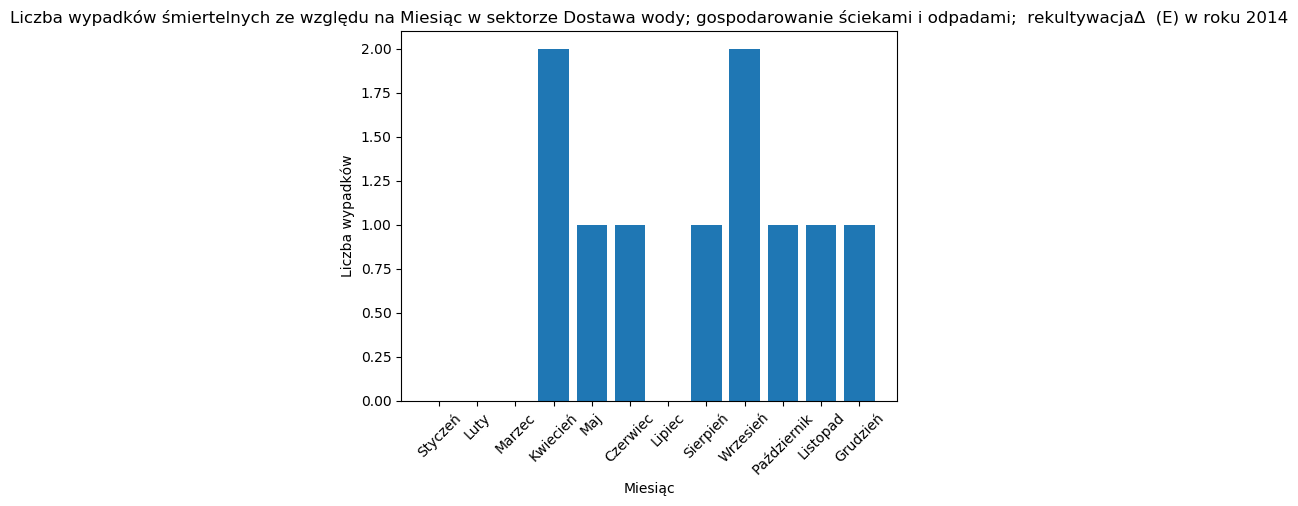 Liczba wypadków śmiertelnych ze względu na Miesiąc w sektorze Dostawa wody; gospodarowanie ściekami i odpadami;  rekultywacjaΔ  (E) w roku 2014
2.00
1.75
1.50
1.25
1.00
0.75
0.50
0.25
0.00
Liczba wypadków
Styczeń
Luty
Marzec
Kwiecień
Maj
Czerwiec
Lipiec
Sierpień
Wrzesień
Październik
Listopad
Grudzień
Miesiąc